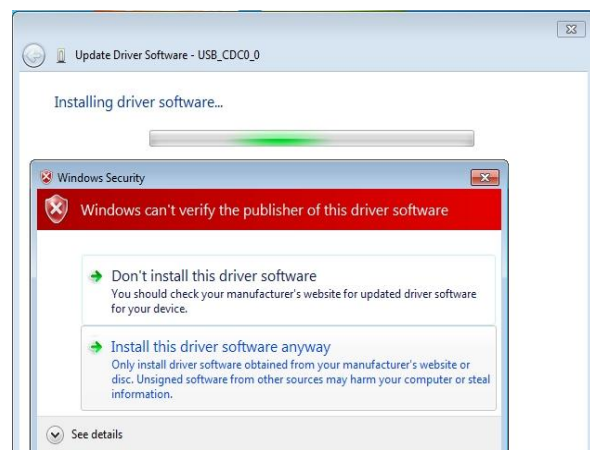 Update Driver Software - USB_CDC0_0
Installing driver software...
Windows Security
Windows can't verify the publisher of this driver software
Don't install this driver software
You should check your manufacturer's website for updated driver software
for your device.
Install this driver software anyway
Only install driver software obtained from your manufacturer's website or
disc. Unsigned software from other sources may harm your computer or steal
information.
See details